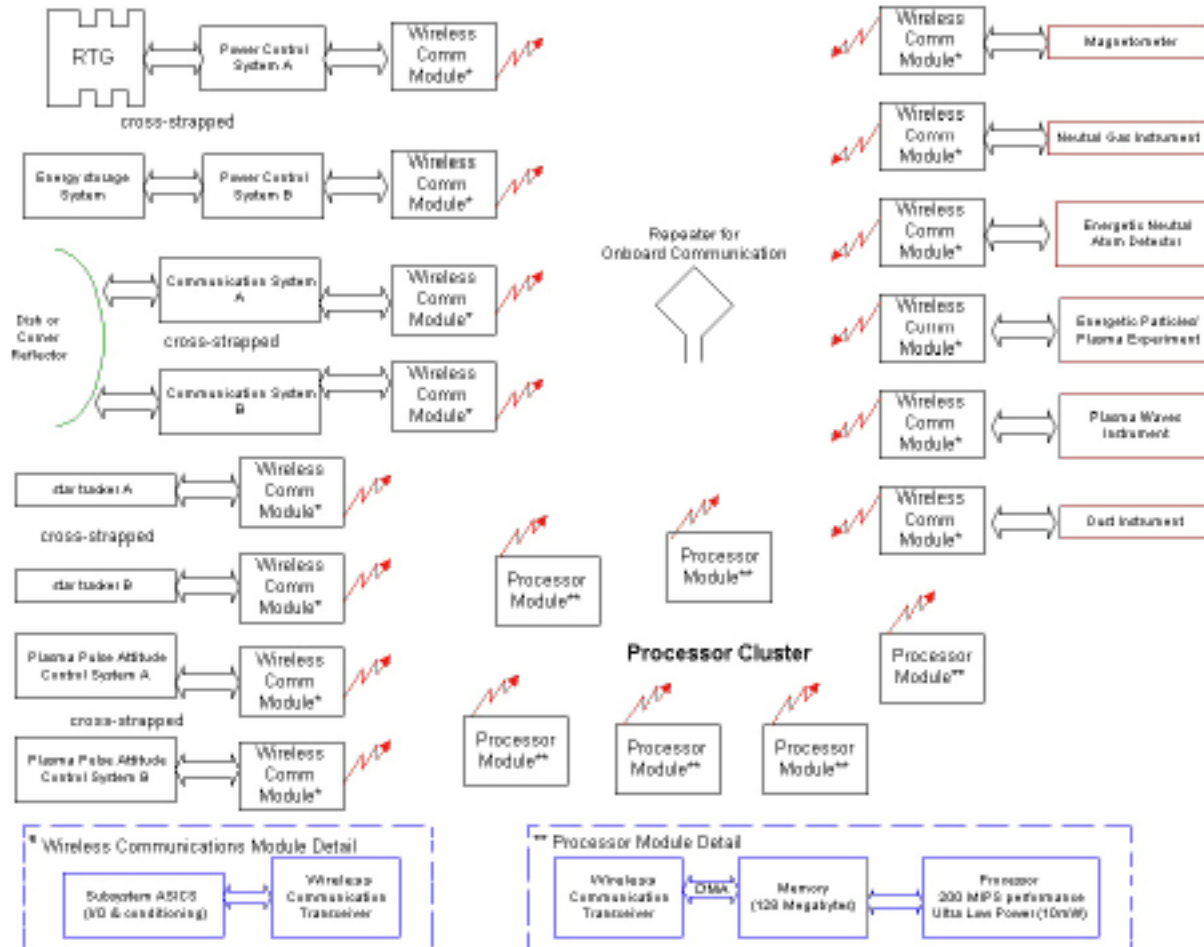 RTG
Power Control
System A
Wireless
Comm
Module*
cross-strapped
Energy storage
System
Power Control
System B
Wireless
Comm
Module*
Dish or
Corner
Reflector
Communication System
A
Wireless
Comm
Module*
cross-strapped
Communication System
B
Wireless
Comm
Module*
star tracker A
Wireless
Comm
Module*
cross-strapped
star tracker B
Wireless
Comm
Module*
Plasma Pulse Attitude
Control System A
Wireless
Comm
Module*
cross-strapped
Plasma Pulse Attitude
Control System B
Wireless
Comm
Module*
Repeater for
Onboard Communication
Wireless
Comm
Module*
Magnetometer
Wireless
Comm
Module*
Neutral Gas Instrument
Wireless
Comm
Module*
Energetic Neutral
Atom Detector
Wireless
Comm
Module*
Energetic Particles/
Plasma Experiment
Wireless
Comm
Module*
Plasma Waves
Instrument
Wireless
Comm
Module*
Dust Instrument
Processor
Module**
Processor
Module**
Processor Cluster
Processor
Module**
Processor
Module**
Processor
Module**
Processor
Module**
* Wireless Communications Module Detail
Subsystem ASICS
(I/O & conditioning)
Wireless
Communication
Transceiver
** Processor Module Detail
Wireless
Communication
Transceiver
DMA
Memory
(128 Megabytes)
Processor
200 MIPS performance
Ultra Low Power (10mW)